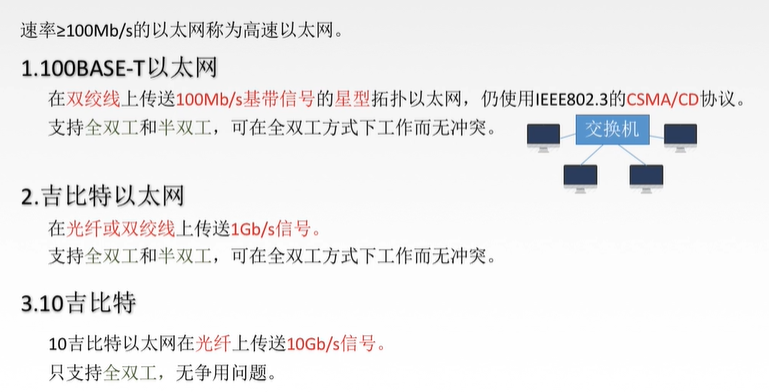 速率≥100Mb/s的以太网称为高速以太网。
1.100BASE-T以太网
在双绞线上传送100Mb/s基带信号的星型拓扑以太网，仍使用IEEE802.3的CSMA/CD协议。
支持全双工和半双工，可在全双工方式下工作而无冲突。
交换机
2.吉比特以太网
在光纤或双绞线上传送1Gb/s信号。
支持全双工和半双工，可在全双工方式下工作而无冲突。
3.10吉比特
10吉比特以太网在光纤上传送10Gb/s信号。
只支持全双工，无争用问题。